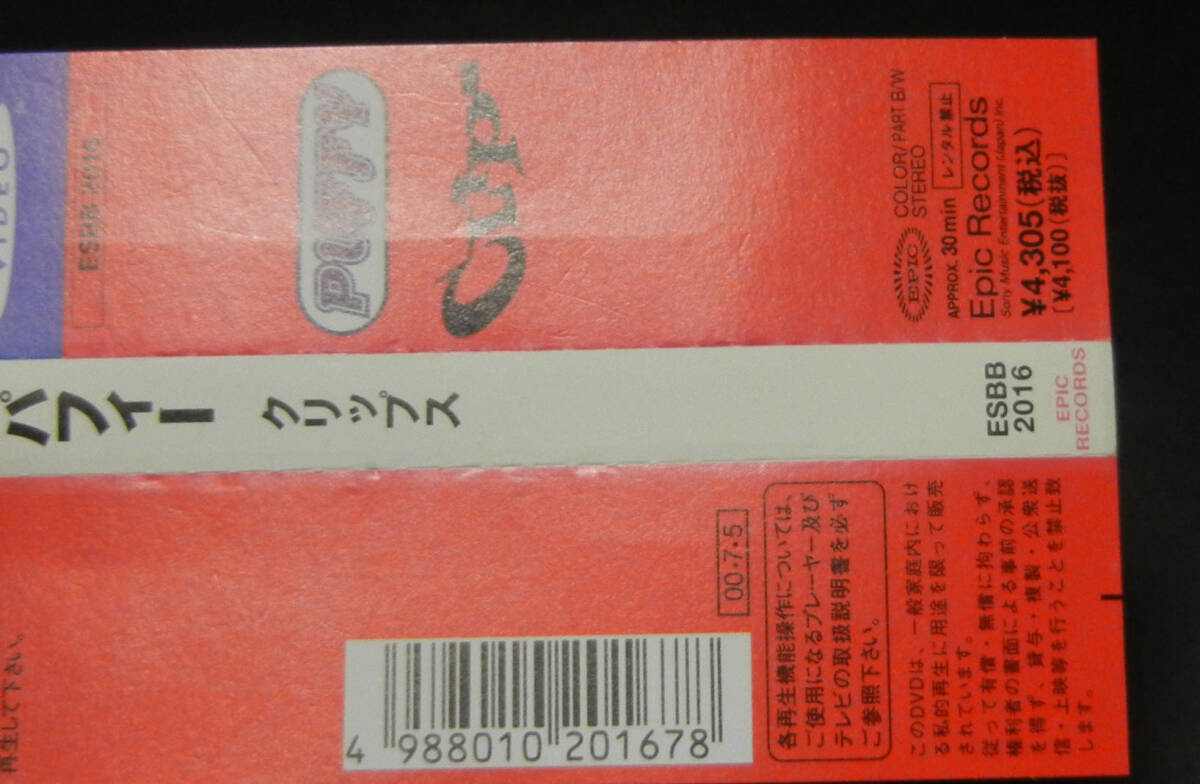 VIDEO
ESBB 2016
PUFFY
CLIPS
EPIC
COLOR/PART B/W
STEREO
APPROX. 30 min
レンタル禁止
Epic Records
Sony Music Entertainment (Japan) Inc.
¥4,305(税込)
[¥4,100(税抜)]
パフィー クリップス
ESBB
2016
EPIC
RECORDS
再生して下さい。
4 988010 201678
00・7・5
各再生機能操作については、
ご使用になるプレーヤー及び
テレビの取扱説明書を必ず
ご参照下さい。
このDVDは、一般家庭内におけ
る私的再生に用途を限って販売
されています。
従って有償・無償に拘わらず、
権利者の書面による事前の承認
を得ず、貸与・複製・公衆送
信・上映等を行うことを禁止致
します。